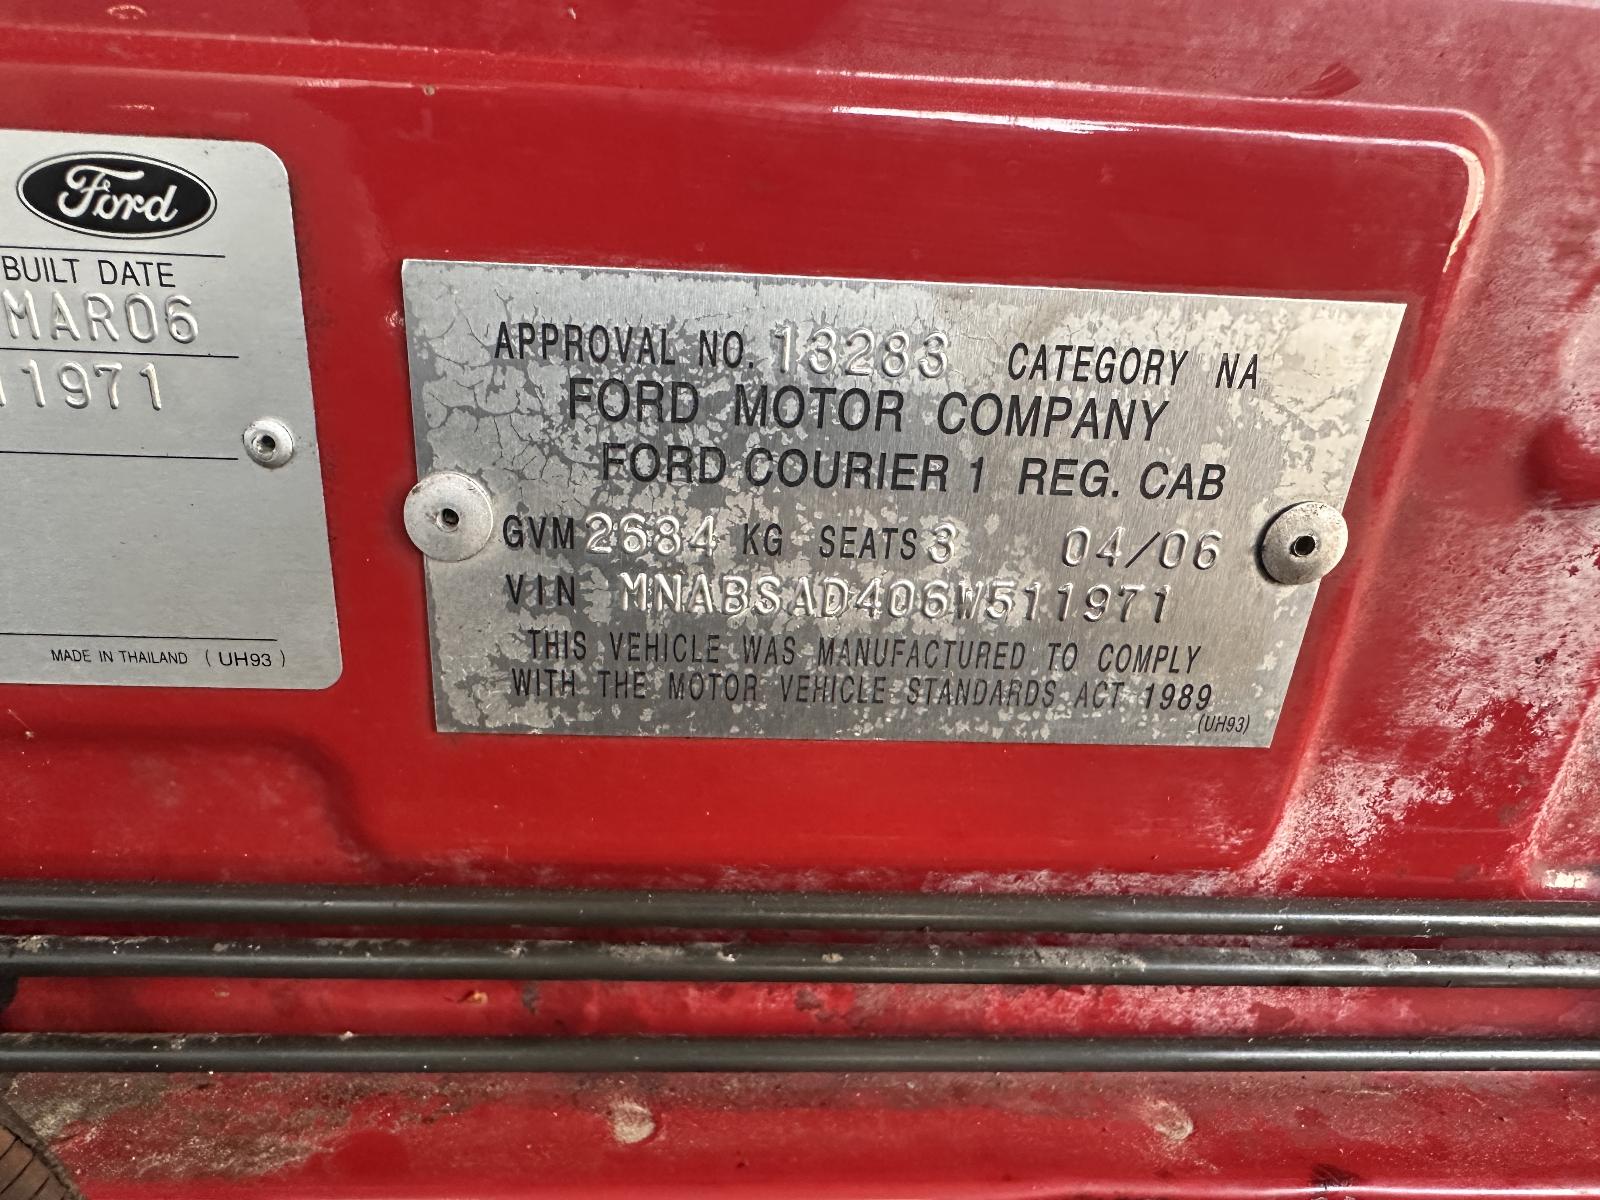 Ford
BUILT DATE
MAR06
11971
MADE IN THAILAND (UH93)
APPROVAL NO. 13283 CATEGORY NA
FORD MOTOR COMPANY
FORD COURIER 1 REG. CAB
GVM 2684 KG SEATS 3 04/06
VIN MNABSAD406W511971
THIS VEHICLE WAS MANUFACTURED TO COMPLY
WITH THE MOTOR VEHICLE STANDARDS ACT 1989
(UH93)